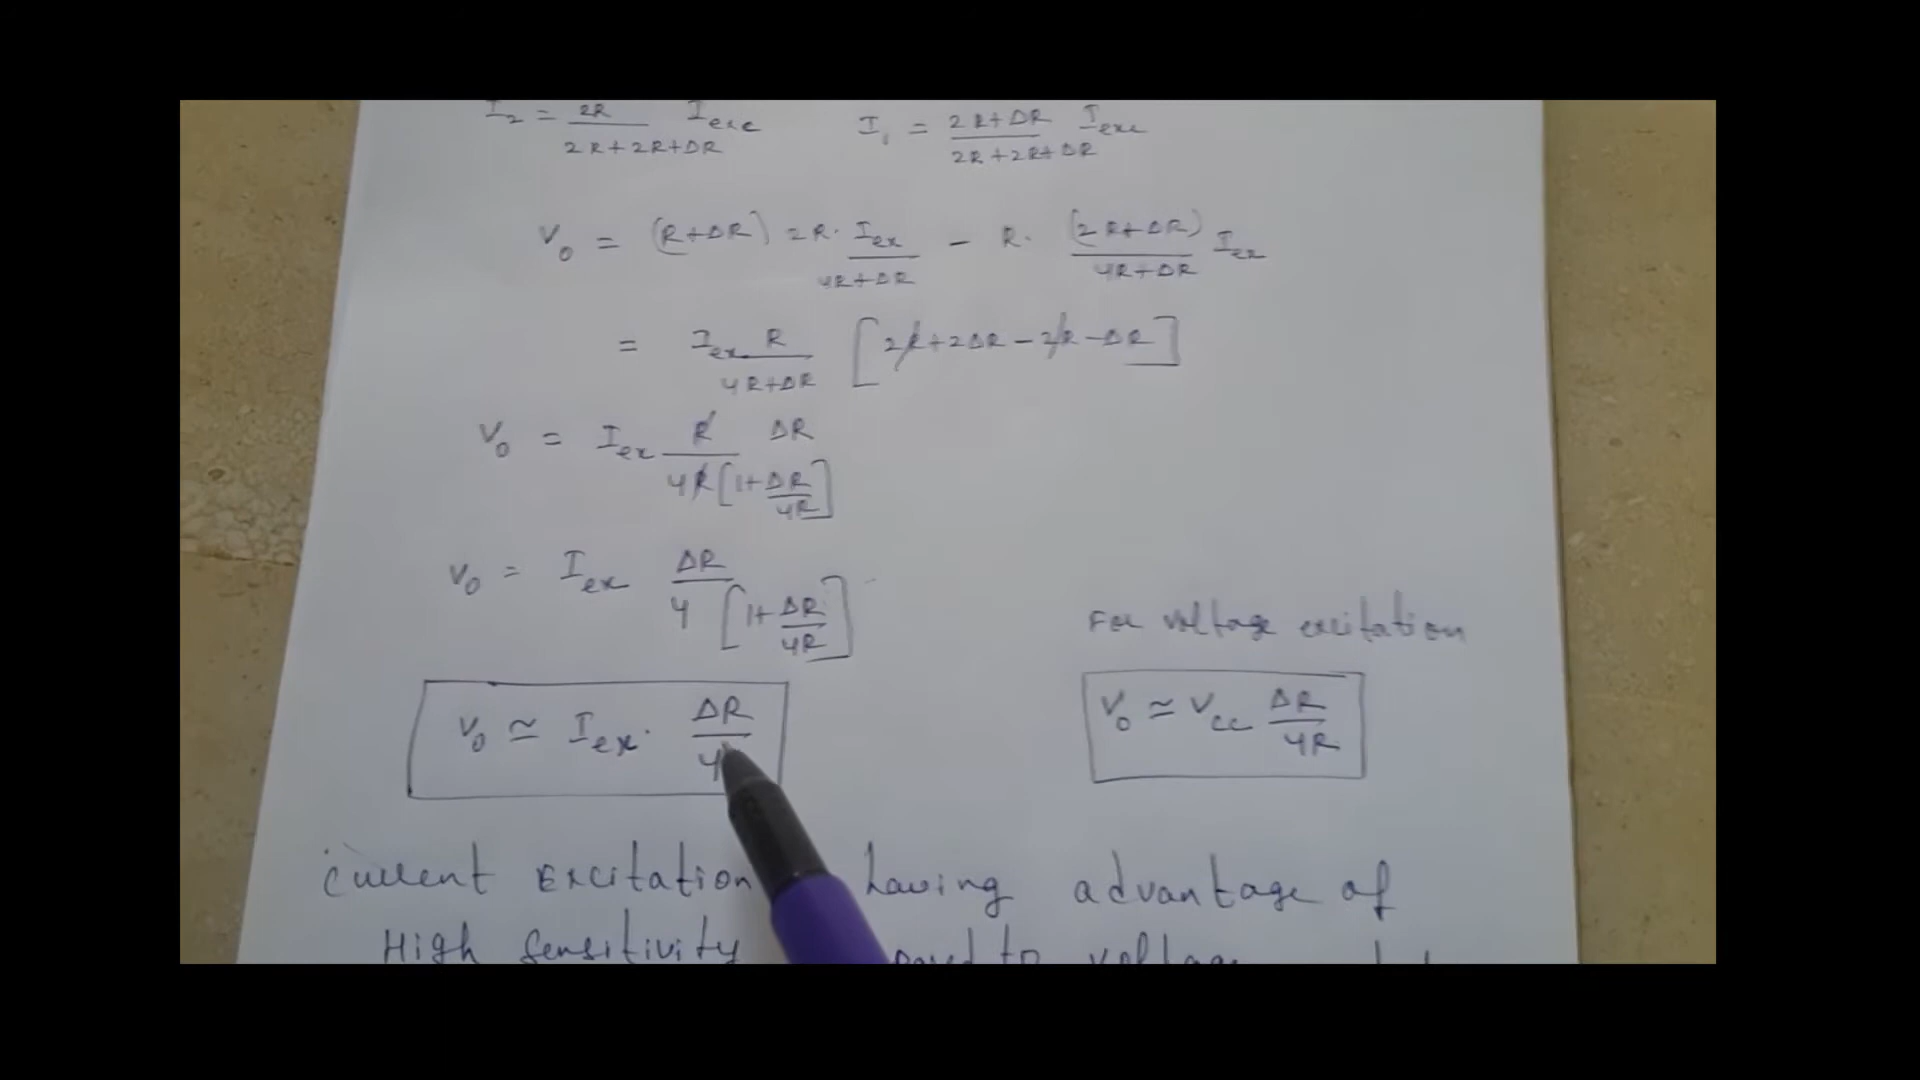 I₂ = 2R / (2R+2R+ΔR) Iexc    I₁ = (2R+ΔR) / (2R+2R+ΔR) Iexc
V₀ = (R+ΔR) 2R · Iex / (4R+ΔR) − R · (2R+ΔR) / (4R+ΔR) Iex
= Iex R / (4R+ΔR) [2R+2ΔR−2R−ΔR]
V₀ = Iex R / (4R [1+ΔR/4R]) ΔR
V₀ = Iex ΔR / (4 [1+ΔR/4R])
For voltage excitation
V₀ ≃ Iex · ΔR / 4
V₀ ≃ Vcc ΔR / 4R
Current Excitation having advantage of
High Sensitivity to voltage